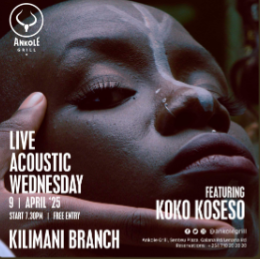 ANKOLE
GRILL
LIVE
ACOUSTIC
WEDNESDAY
9 | APRIL '25
START 7.30PM | FREE ENTRY
KILIMANI BRANCH
FEATURING
KOKO KOSESO